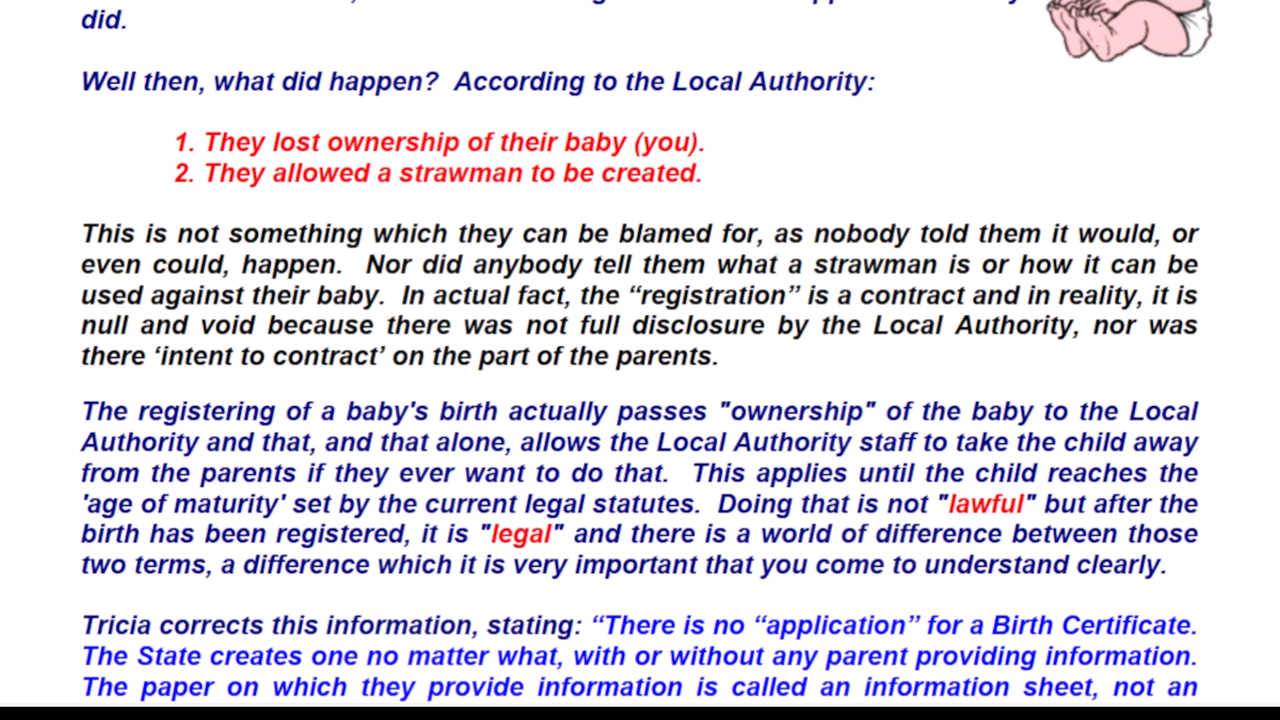 did.
Well then, what did happen? According to the Local Authority:
1. They lost ownership of their baby (you).
2. They allowed a strawman to be created.
This is not something which they can be blamed for, as nobody told them it would, or
even could, happen. Nor did anybody tell them what a strawman is or how it can be
used against their baby. In actual fact, the “registration” is a contract and in reality, it is
null and void because there was not full disclosure by the Local Authority, nor was
there ‘intent to contract’ on the part of the parents.
The registering of a baby's birth actually passes "ownership" of the baby to the Local
Authority and that, and that alone, allows the Local Authority staff to take the child away
from the parents if they ever want to do that. This applies until the child reaches the
'age of maturity' set by the current legal statutes. Doing that is not "lawful" but after the
birth has been registered, it is "legal" and there is a world of difference between those
two terms, a difference which it is very important that you come to understand clearly.
Tricia corrects this information, stating: “There is no “application” for a Birth Certificate.
The State creates one no matter what, with or without any parent providing information.
The paper on which they provide information is called an information sheet, not an